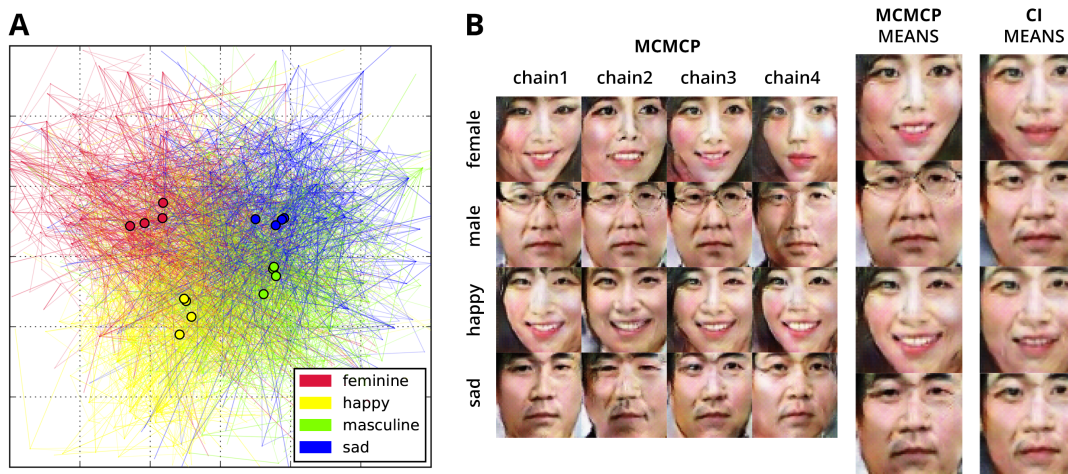 A
feminine
happy
masculine
sad
B
MCMCP
chain1 chain2 chain3 chain4
female
male
happy
sad
MCMCP
MEANS
CI
MEANS